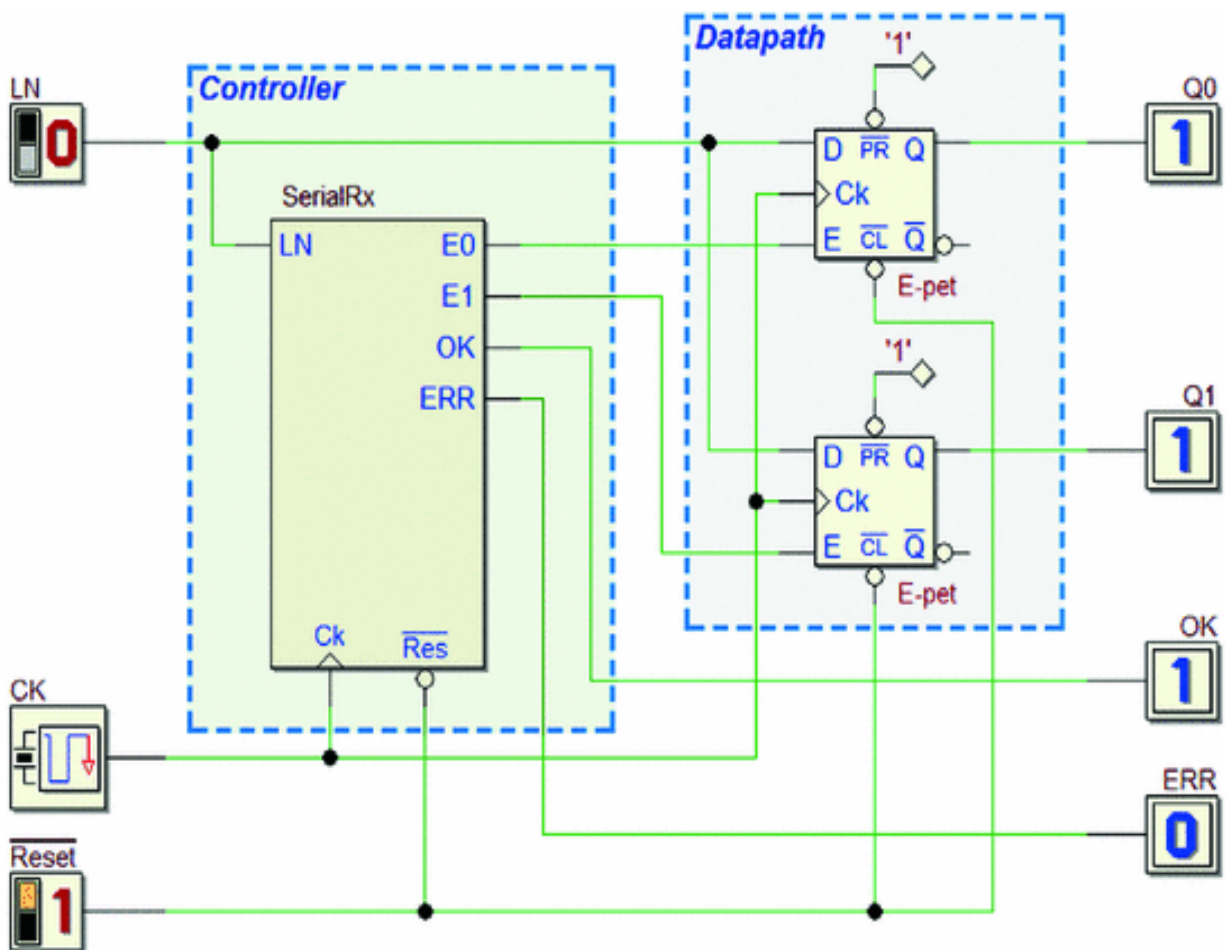 Datapath
'1'
LN
Controller
Q0
0
D PR Q
1
SerialRx
Ck
LN E0
E CL Q
E1
E-pet
OK
'1'
ERR
Q1
D PR Q
1
Ck
E CL Q
E-pet
Ck Res
OK
1
CK
ERR
0
Reset
1